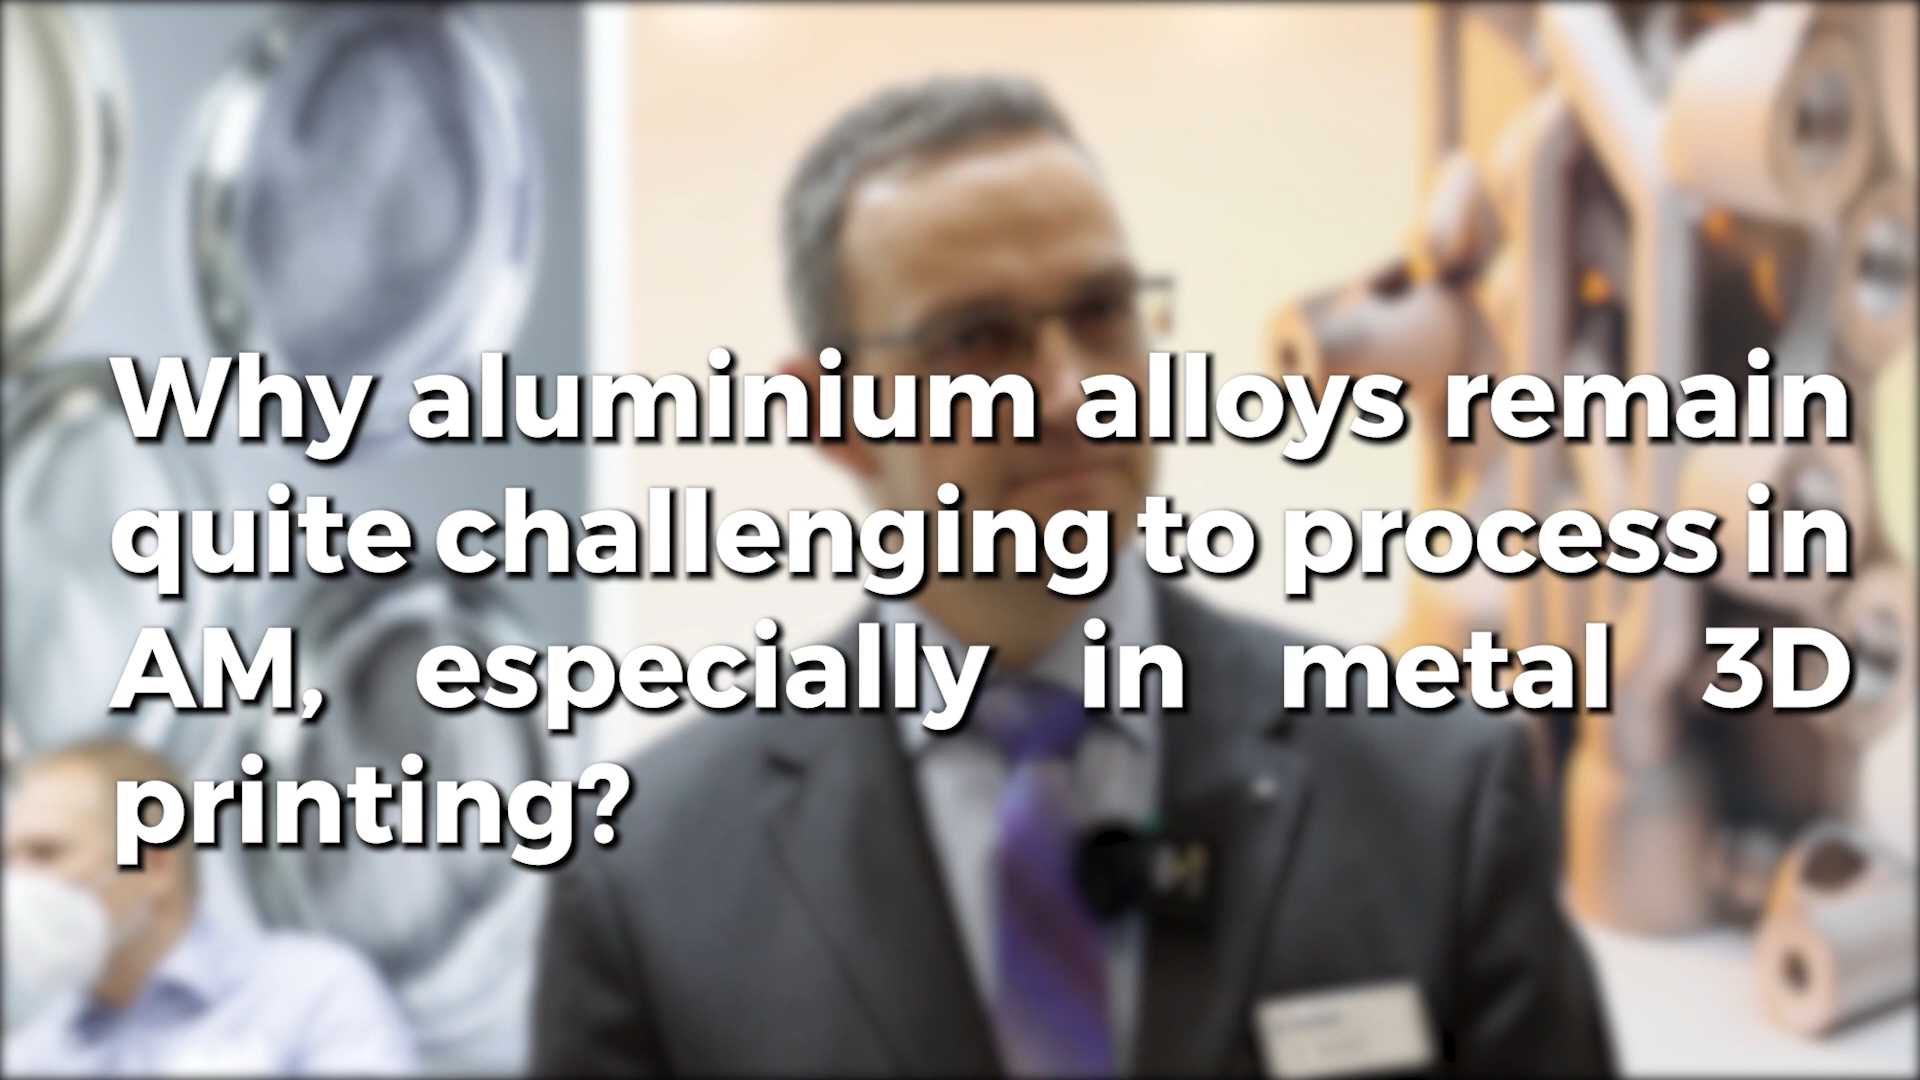 Why aluminium alloys remain
quite challenging to process in
AM, especially in metal 3D
printing?